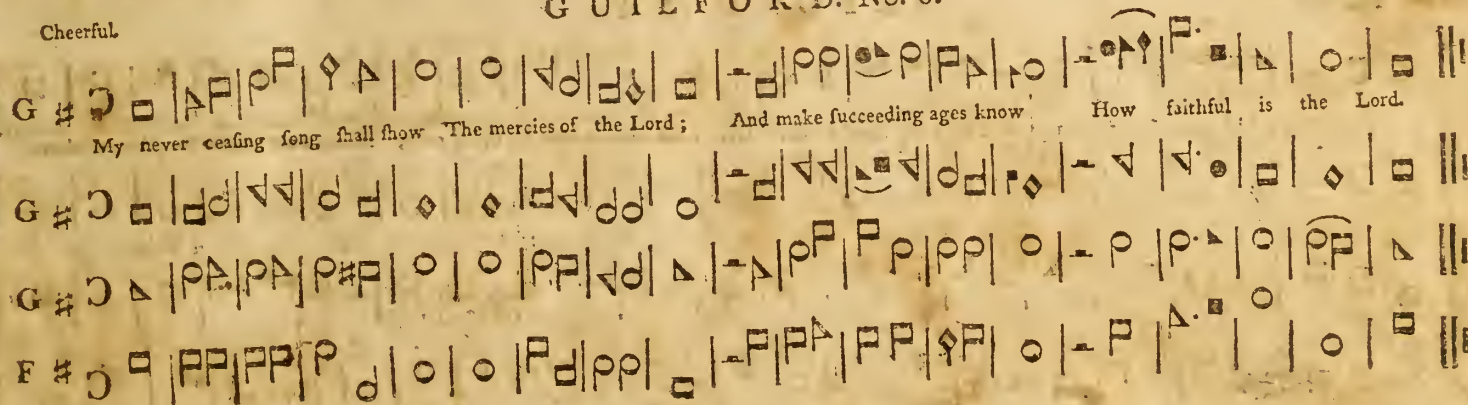 GUILFORD. No.
Cheerful.
G
My never ceaſing ſong ſhall ſhow The mercies of the Lord; And make ſucceeding ages know How faithful is the Lord.
G
G
F